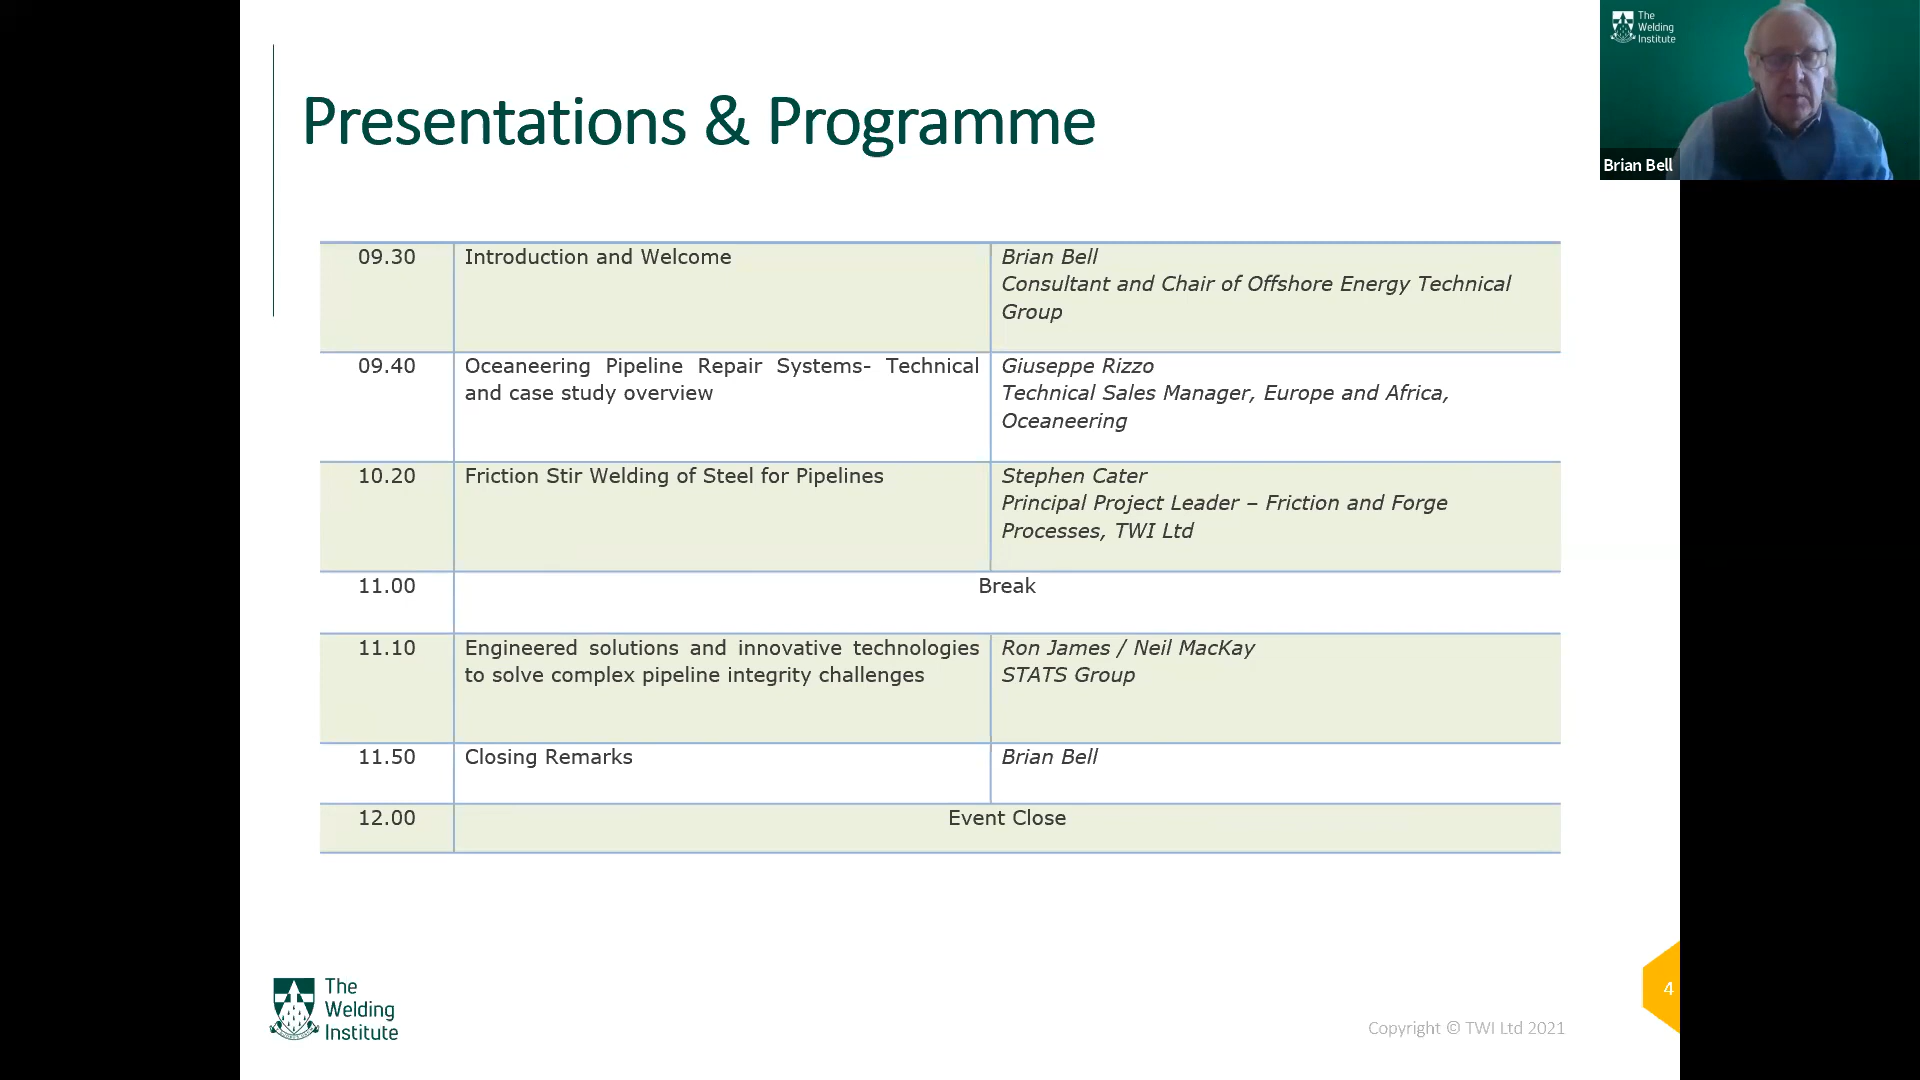 The
Welding
Institute
Brian Bell
Presentations & Programme
09.30
Introduction and Welcome
Brian Bell
Consultant and Chair of Offshore Energy Technical
Group
09.40
Oceaneering Pipeline Repair Systems- Technical
and case study overview
Giuseppe Rizzo
Technical Sales Manager, Europe and Africa,
Oceaneering
10.20
Friction Stir Welding of Steel for Pipelines
Stephen Cater
Principal Project Leader – Friction and Forge
Processes, TWI Ltd
11.00
Break
11.10
Engineered solutions and innovative technologies
to solve complex pipeline integrity challenges
Ron James / Neil MacKay
STATS Group
11.50
Closing Remarks
Brian Bell
12.00
Event Close
The
Welding
Institute
4
Copyright © TWI Ltd 2021